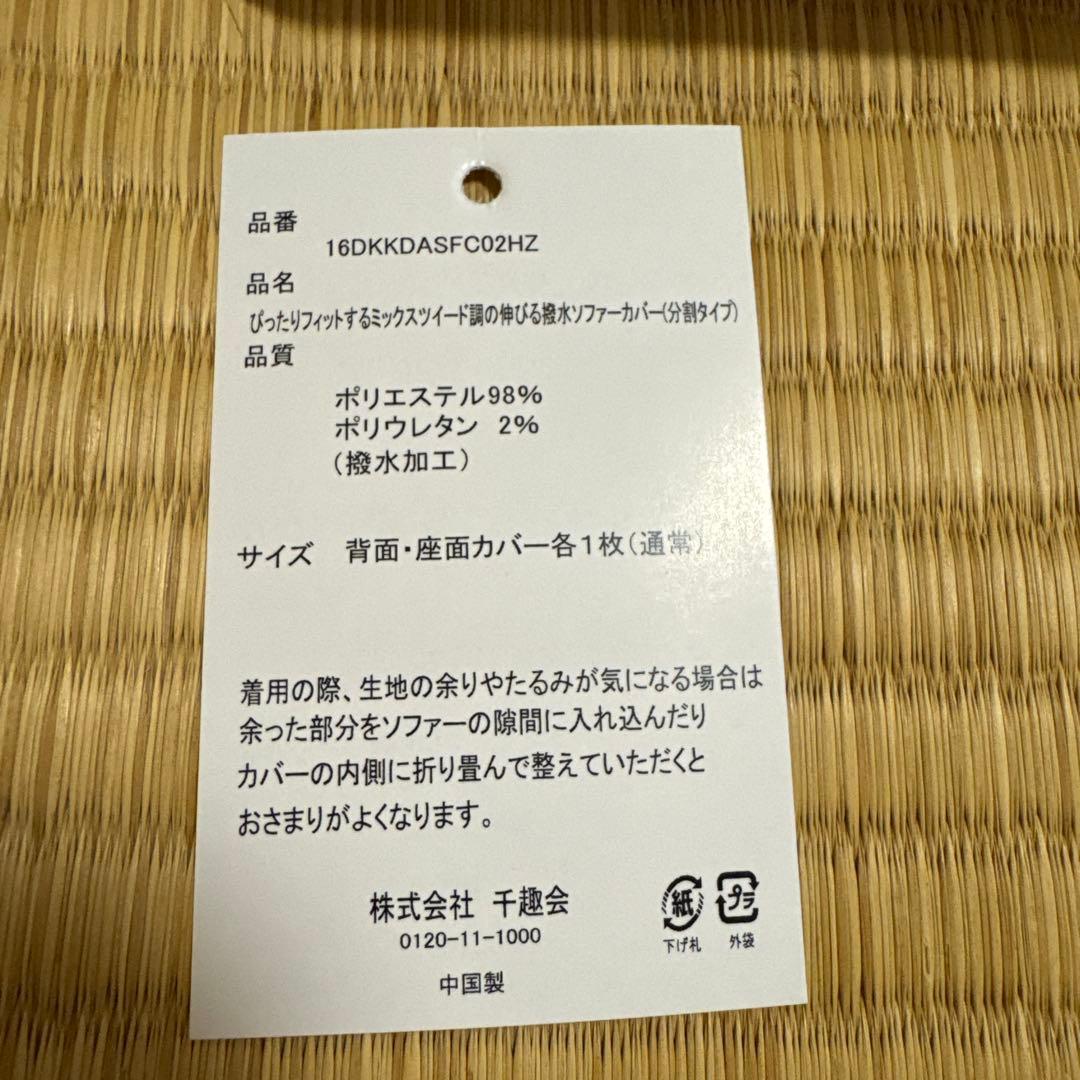 品番
16DKKDASFC02HZ
品名
ぴったりフィットするミックスツイード調の伸びる撥水ソファーカバー(分割タイプ)
品質
ポリエステル98%
ポリウレタン 2%
(撥水加工)
サイズ 背面・座面カバー各1枚(通常)
着用の際、生地の余りやたるみが気になる場合は
余った部分をソファーの隙間に入れ込んだり
カバーの内側に折り畳んで整えていただくと
おさまりがよくなります。
株式会社 千趣会
0120-11-1000
中国製
紙
下げ札
プラ
外袋